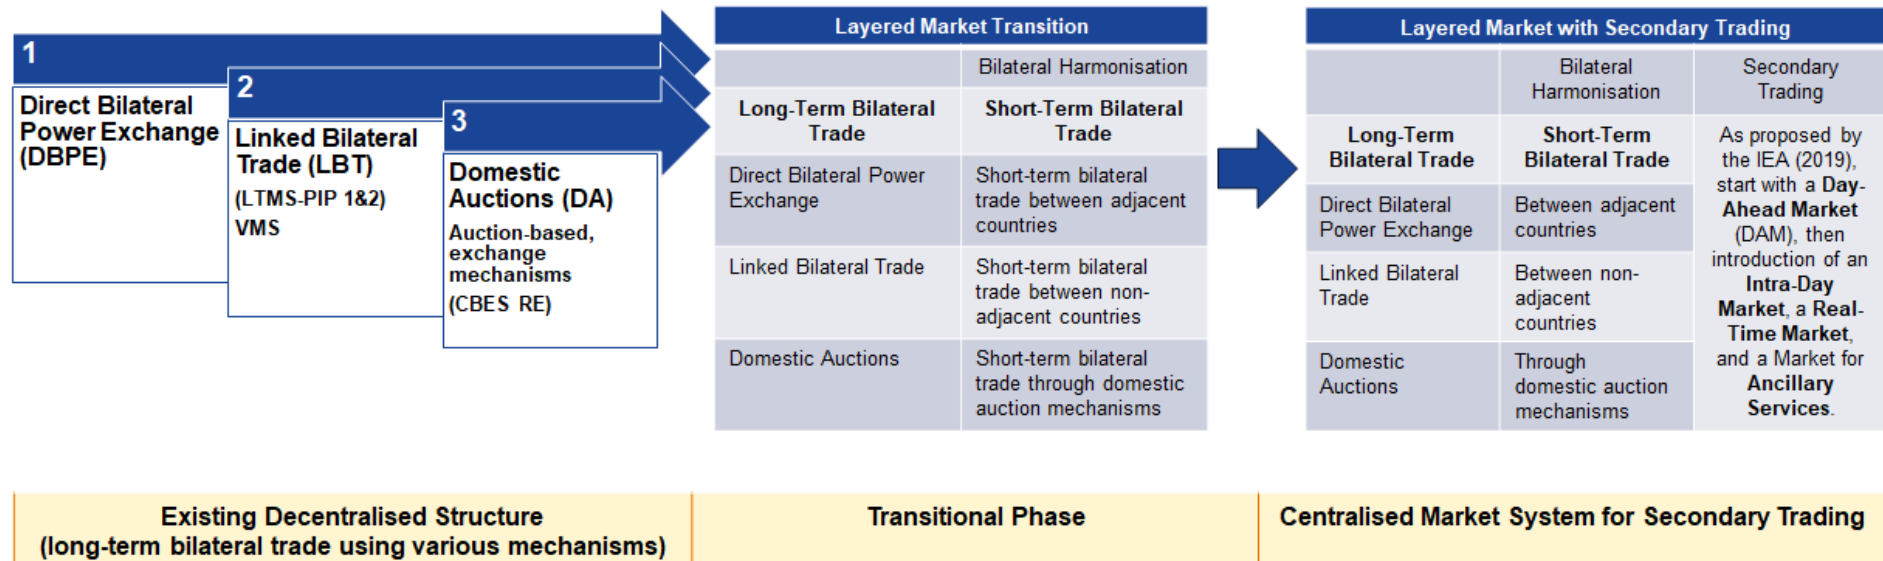 1
Direct Bilateral
Power Exchange
(DBPE)
2
Linked Bilateral
Trade (LBT)
(LTMS-PIP 1&2)
VMS
3
Domestic
Auctions (DA)
Auction-based,
exchange
mechanisms
(CBES RE)
Layered Market Transition
Bilateral Harmonisation
Long-Term Bilateral
Trade
Short-Term Bilateral
Trade
Direct Bilateral Power
Exchange
Short-term bilateral
trade between adjacent
countries
Linked Bilateral Trade
Short-term bilateral
trade between non-
adjacent countries
Domestic Auctions
Short-term bilateral
trade through domestic
auction mechanisms
Layered Market with Secondary Trading
Bilateral
Harmonisation
Secondary
Trading
Long-Term
Bilateral Trade
Short-Term
Bilateral Trade
Direct Bilateral
Power Exchange
Between adjacent
countries
Linked Bilateral
Trade
Between non-
adjacent
countries
Domestic
Auctions
Through
domestic auction
mechanisms
As proposed by
the IEA (2019),
start with a Day-
Ahead Market
(DAM), then
introduction of an
Intra-Day
Market, a Real-
Time Market,
and a Market for
Ancillary
Services.
Existing Decentralised Structure
(long-term bilateral trade using various mechanisms)
Transitional Phase
Centralised Market System for Secondary Trading